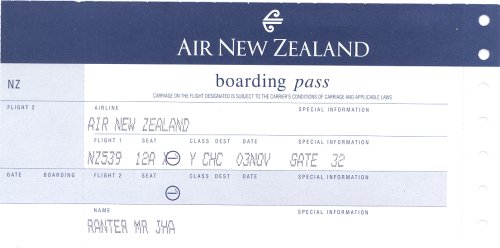 AIR NEW ZEALAND
boarding pass
NZ
CARRIAGE ON THE FLIGHT DESIGNATED IS SUBJECT TO THE CARRIER'S CONDITIONS OF CARRIAGE AND APPLICABLE LAWS
FLIGHT 2 AIRLINE SPECIAL INFORMATION
AIR NEW ZEALAND
FLIGHT 1 SEAT CLASS DEST DATE SPECIAL INFORMATION
NZ539 12A X Y CHC 03NOV GATE 32
GATE BOARDING FLIGHT 2 SEAT CLASS DEST DATE SPECIAL INFORMATION
NAME SPECIAL INFORMATION
RANTER MR JHA